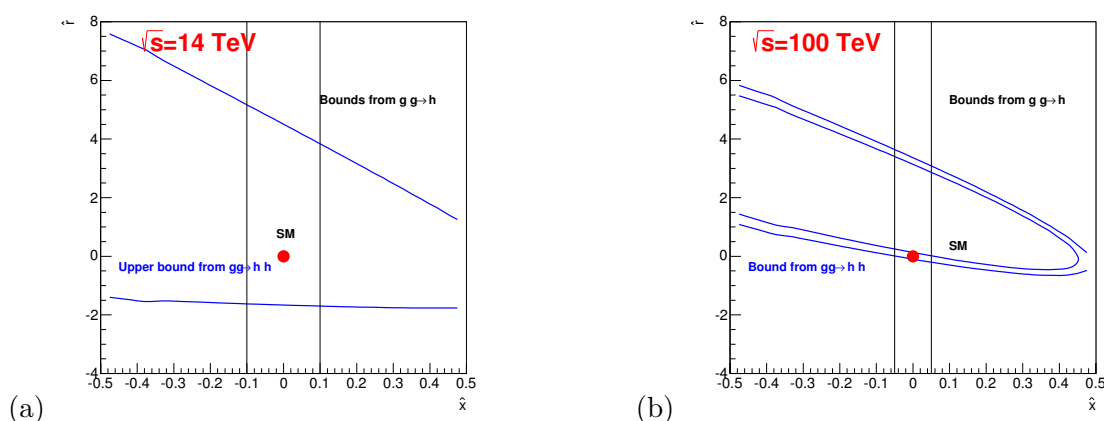 r̂
8
6
4
2
0
-2
-4
√s=14 TeV
Bounds from g g→h
SM
Upper bound from gg→h h
-0.5 -0.4 -0.3 -0.2 -0.1 0 0.1 0.2 0.3 0.4 0.5
x̂
(a)
r̂
8
6
4
2
0
-2
-4
√s=100 TeV
Bounds from g g→h
SM
Bound from gg→h h
-0.5 -0.4 -0.3 -0.2 -0.1 0 0.1 0.2 0.3 0.4 0.5
x̂
(b)